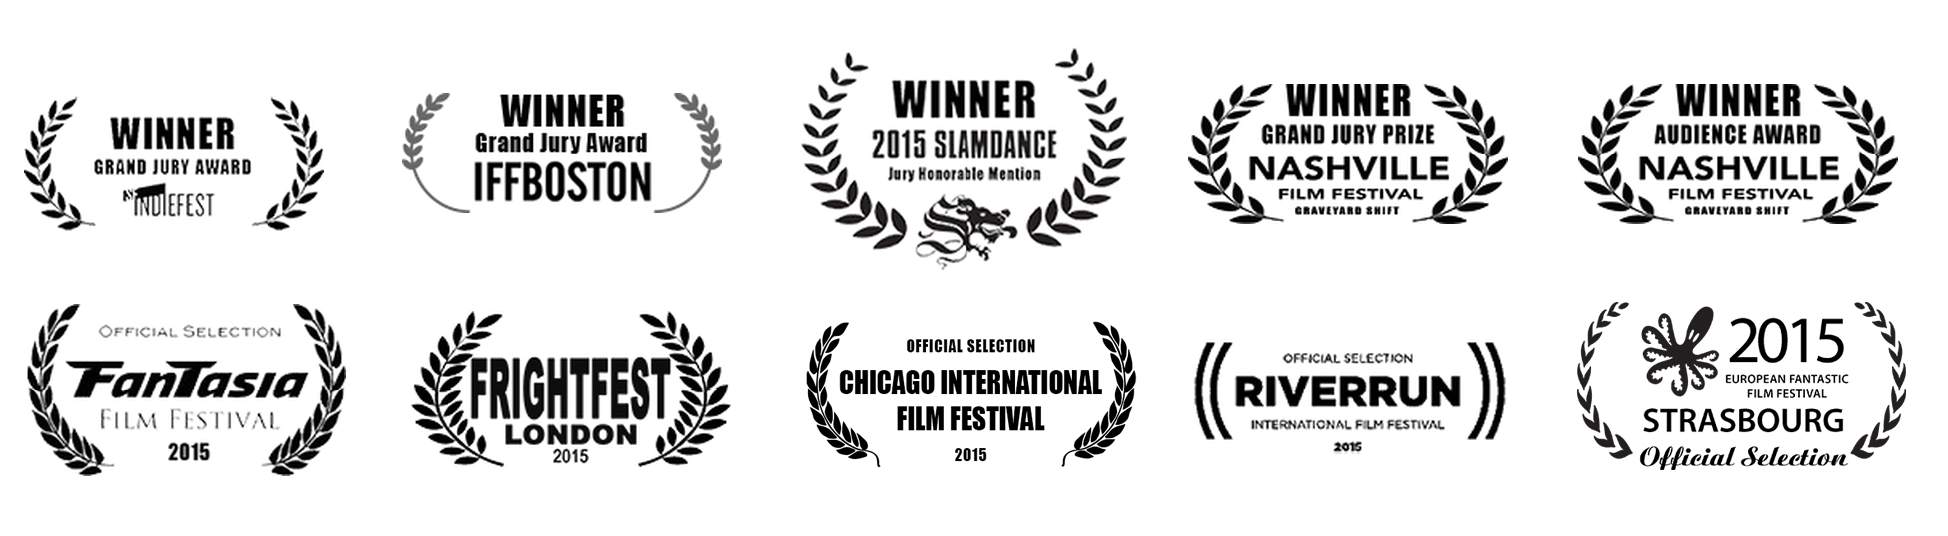 WINNER
GRAND JURY AWARD
INDIEFEST
WINNER
Grand Jury Award
IFFBOSTON
WINNER
2015 SLAMDANCE
Jury Honorable Mention
WINNER
GRAND JURY PRIZE
NASHVILLE
FILM FESTIVAL
GRAVEYARD SHIFT
WINNER
AUDIENCE AWARD
NASHVILLE
FILM FESTIVAL
GRAVEYARD SHIFT
OFFICIAL SELECTION
FanTasia
FILM FESTIVAL
2015
FRIGHTFEST
LONDON
2015
OFFICIAL SELECTION
CHICAGO INTERNATIONAL
FILM FESTIVAL
2015
OFFICIAL SELECTION
RIVERRUN
INTERNATIONAL FILM FESTIVAL
2015
2015
EUROPEAN FANTASTIC
FILM FESTIVAL
STRASBOURG
Official Selection